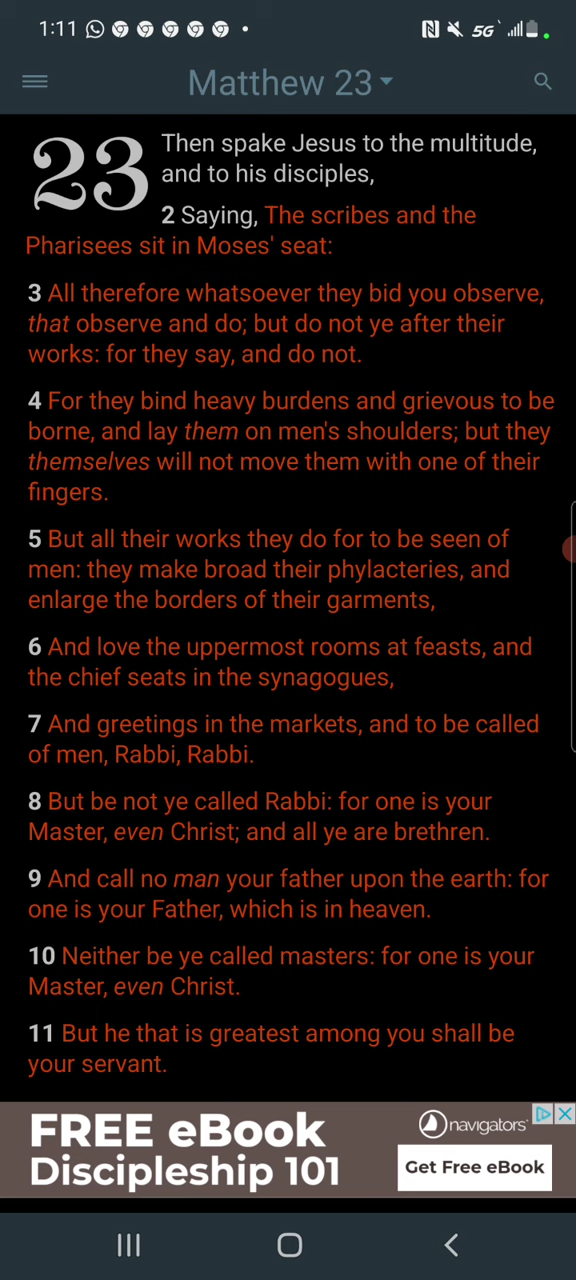 1:11
5G
Matthew 23
23
Then spake Jesus to the multitude,
and to his disciples,
2 Saying, The scribes and the
Pharisees sit in Moses' seat:
3 All therefore whatsoever they bid you observe,
that observe and do; but do not ye after their
works: for they say, and do not.
4 For they bind heavy burdens and grievous to be
borne, and lay them on men's shoulders; but they
themselves will not move them with one of their
fingers.
5 But all their works they do for to be seen of
men: they make broad their phylacteries, and
enlarge the borders of their garments,
6 And love the uppermost rooms at feasts, and
the chief seats in the synagogues,
7 And greetings in the markets, and to be called
of men, Rabbi, Rabbi.
8 But be not ye called Rabbi: for one is your
Master, even Christ; and all ye are brethren.
9 And call no man your father upon the earth: for
one is your Father, which is in heaven.
10 Neither be ye called masters: for one is your
Master, even Christ.
11 But he that is greatest among you shall be
your servant.
FREE eBook
Discipleship 101
navigators
Get Free eBook